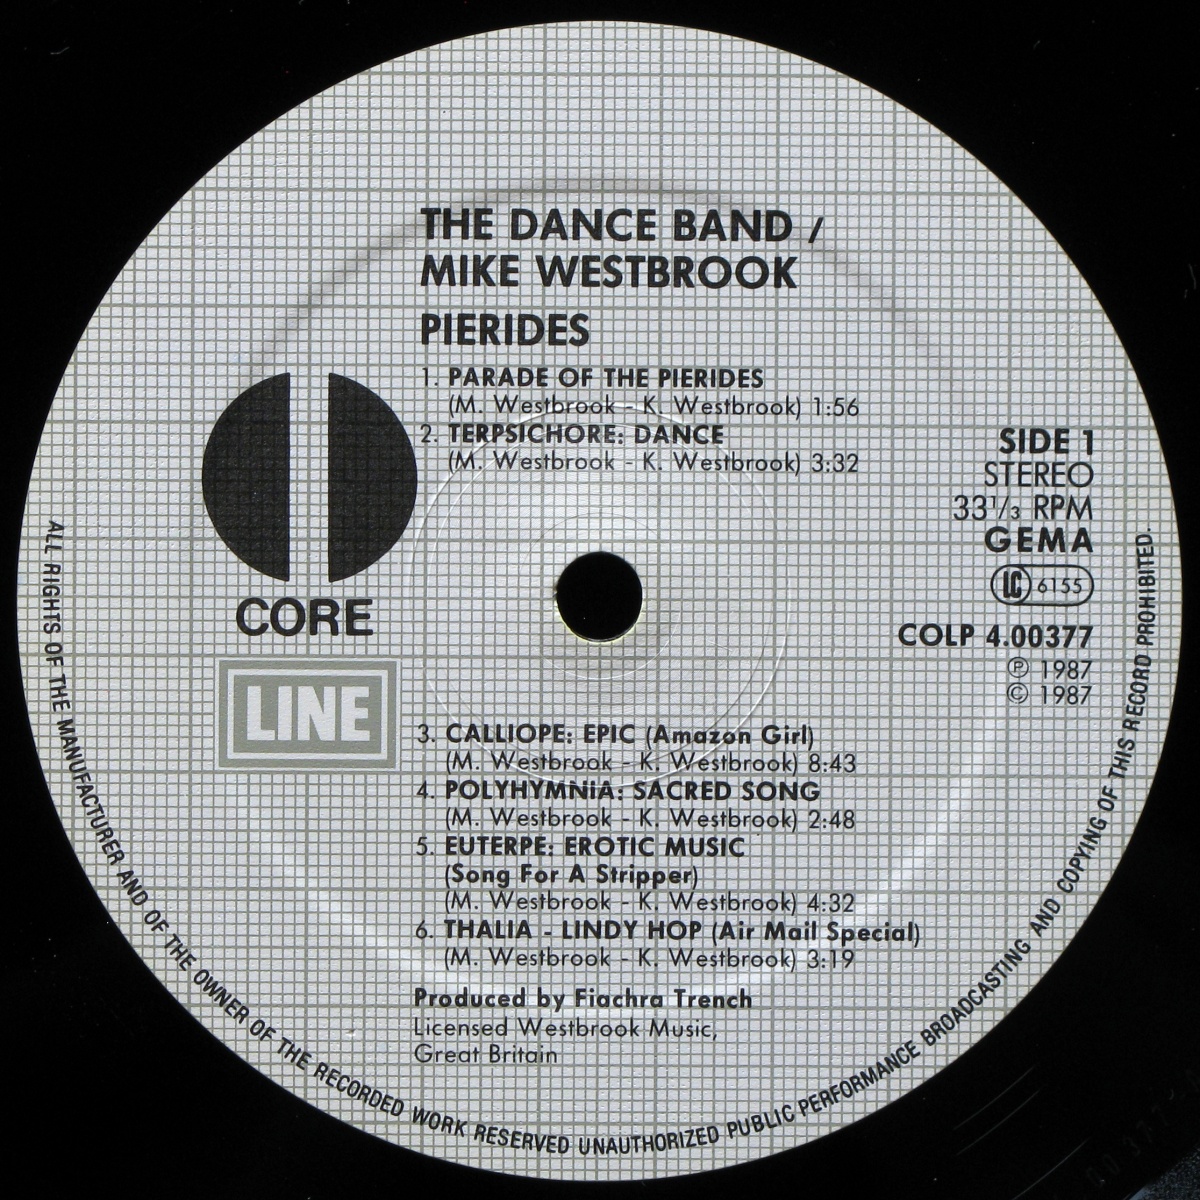 THE DANCE BAND /
MIKE WESTBROOK
PIERIDES
1. PARADE OF THE PIERIDES
(M. Westbrook - K. Westbrook) 1:56
2. TERPSICHORE: DANCE
(M. Westbrook - K. Westbrook) 3:32
SIDE 1
STEREO
33 1/3 RPM
GEMA
LC 6155
COLP 4.00377
℗ 1987
© 1987
CORE
LINE
3. CALLIOPE: EPIC (Amazon Girl)
(M. Westbrook - K. Westbrook) 8:43
4. POLYHYMNiA: SACRED SONG
(M. Westbrook - K. Westbrook) 2:48
5. EUTERPE: EROTIC MUSIC
(Song For A Stripper)
(M. Westbrook - K. Westbrook) 4:32
6. THALIA - LINDY HOP (Air Mail Special)
(M. Westbrook - K. Westbrook) 3:19
Produced by Fiachra Trench
Licensed Westbrook Music,
Great Britain
ALL RIGHTS OF THE MANUFACTURER AND OF THE OWNER OF THE RECORDED WORK RESERVED UNAUTHORIZED PUBLIC PERFORMANCE BROADCASTING AND COPYING OF THIS RECORD PROHIBITED.